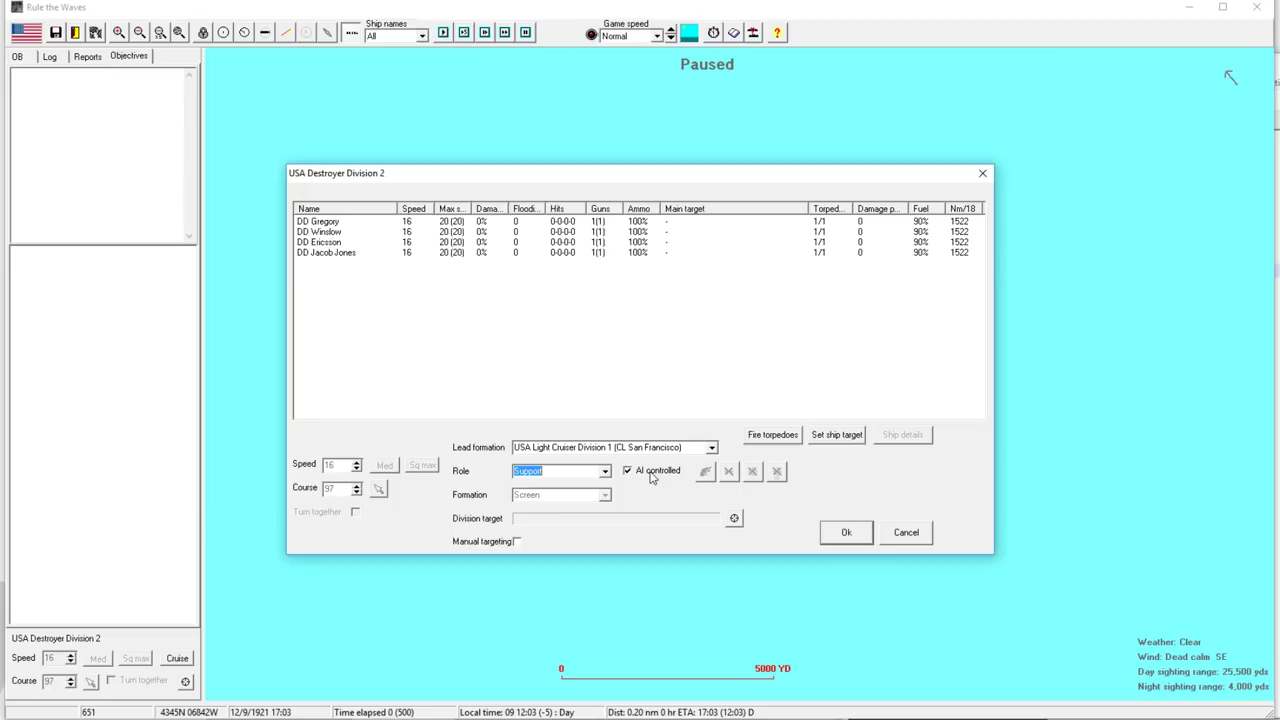 Rule the Waves
Ship names
All
Game speed
Normal
OB Log Reports Objectives
Paused
USA Destroyer Division 2
Name Speed Max s... Dama... Floodi... Hits Guns Ammo Main target Torped... Damage p... Fuel Nm/18
DD Gregory 16 20 (20) 0% 0 0-0-0-0 1(1) 100% - 1/1 0 90% 1522
DD Winslow 16 20 (20) 0% 0 0-0-0-0 1(1) 100% - 1/1 0 90% 1522
DD Ericsson 16 20 (20) 0% 0 0-0-0-0 1(1) 100% - 1/1 0 90% 1522
DD Jacob Jones 16 20 (20) 0% 0 0-0-0-0 1(1) 100% - 1/1 0 90% 1522
Fire torpedoes Set ship target Ship details
Lead formation USA Light Cruiser Division 1 (CL San Francisco)
Speed 16 Med Sq max
Role Support AI controlled
Course 97
Formation Screen
Turn together
Division target
Manual targeting
Ok Cancel
USA Destroyer Division 2
Speed 16 Med Sq max Cruise
Course 97 Turn together
0 5000 YD
Weather: Clear
Wind: Dead calm SE
Day sighting range: 25,500 yds
Night sighting range: 4,000 yds
651 4345N 06842W 12/9/1921 17:03 Time elapsed 0 (500) Local time: 09 12:03 (-5) : Day Dist: 0.20 nm 0 hr ETA: 17:03 (12:03) D